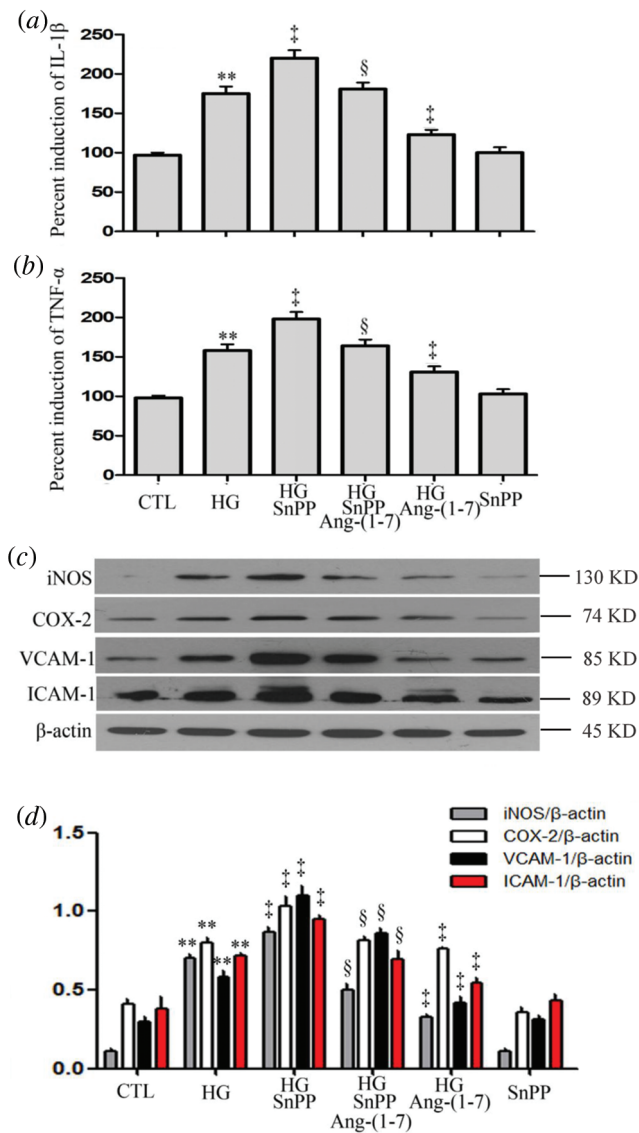 (a)
Percent induction of IL-1β
250
200
150
100
50
0
**
‡
§
‡
(b)
Percent induction of TNF-α
250
200
150
100
50
0
**
‡
§
‡
CTL
HG
HG
SnPP
HG
SnPP
Ang-(1-7)
HG
Ang-(1-7)
SnPP
(c)
iNOS
130 KD
COX-2
74 KD
VCAM-1
85 KD
ICAM-1
89 KD
β-actin
45 KD
(d)
1.5
1.0
0.5
0.0
iNOS/β-actin
COX-2/β-actin
VCAM-1/β-actin
ICAM-1/β-actin
** ** ** **
‡ ‡ ‡ ‡
§ § § §
‡ ‡ ‡ ‡
CTL
HG
HG
SnPP
HG
SnPP
Ang-(1-7)
HG
Ang-(1-7)
SnPP